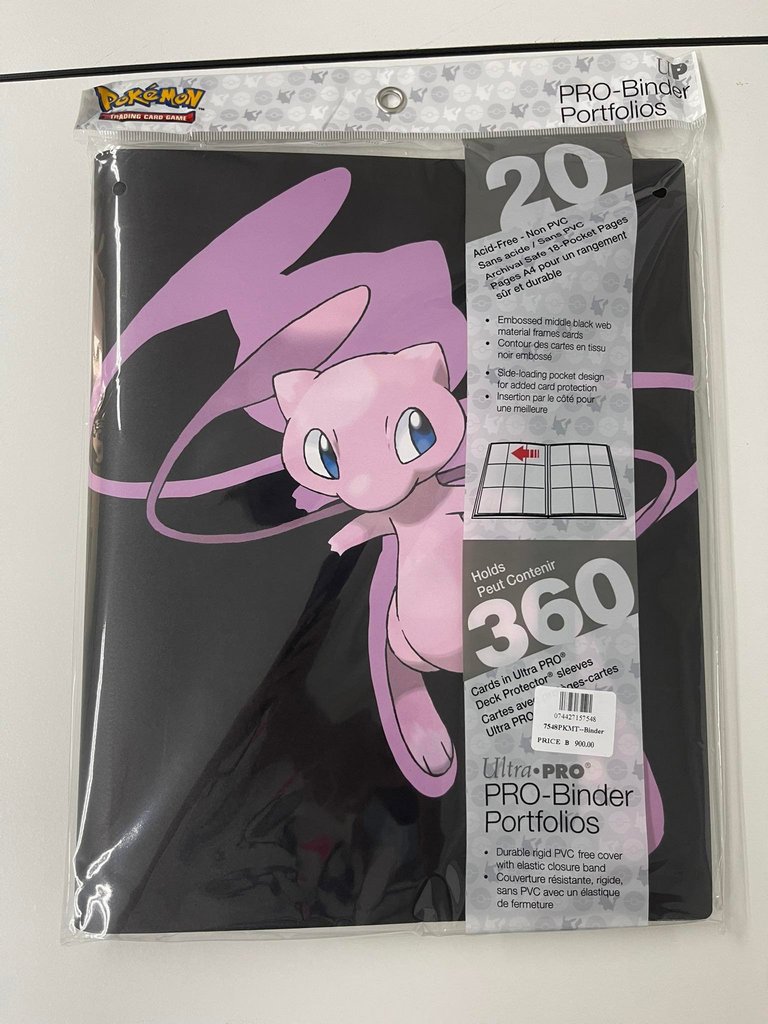 POKéMON
TRADING CARD GAME
UP
PRO-Binder
Portfolios
20
Acid-Free - Non PVC
Sans acide / Sans PVC
Archival Safe 18-Pocket Pages
Pages A4 pour un rangement
sûr et durable
• Embossed middle black web
material frames cards
• Contour des cartes en tissu
noir embossé
• Side-loading pocket design
for added card protection
• Insertion par le côté pour
une meilleure
Holds
Peut Contenir
360
Cards in Ultra PRO®
Deck Protector® sleeves
Cartes avec
Ultra PRO
074427157548
7548PKMT--Binder
PRICE B 900.00
Ultra•PRO®
PRO-Binder
Portfolios
• Durable rigid PVC free cover
with elastic closure band
• Couverture résistante, rigide,
sans PVC avec un élastique
de fermeture